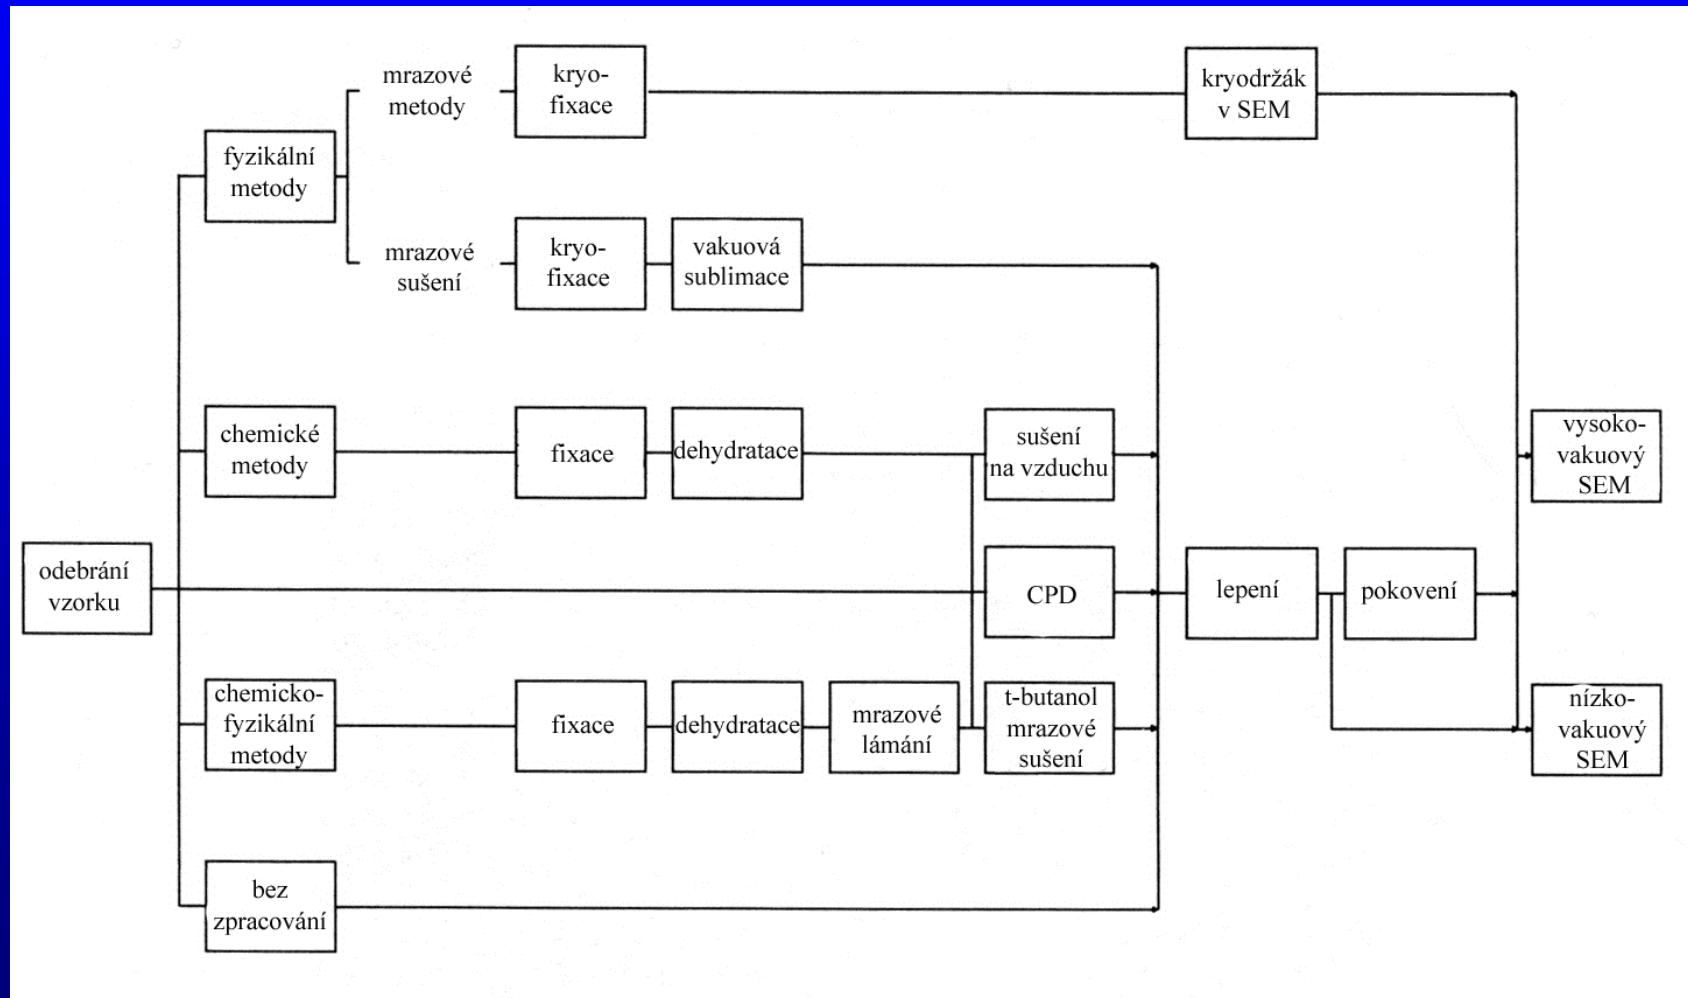 mrazové
metody
kryo-
fixace
kryodržák
v SEM
fyzikální
metody
mrazové
sušení
kryo-
fixace
vakuová
sublimace
chemické
metody
fixace
dehydratace
sušení
na vzduchu
vysoko-
vakuový
SEM
odebrání
vzorku
CPD
lepení
pokovení
chemicko-
fyzikální
metody
fixace
dehydratace
mrazové
lámání
t-butanol
mrazové
sušení
nízko-
vakuový
SEM
bez
zpracování